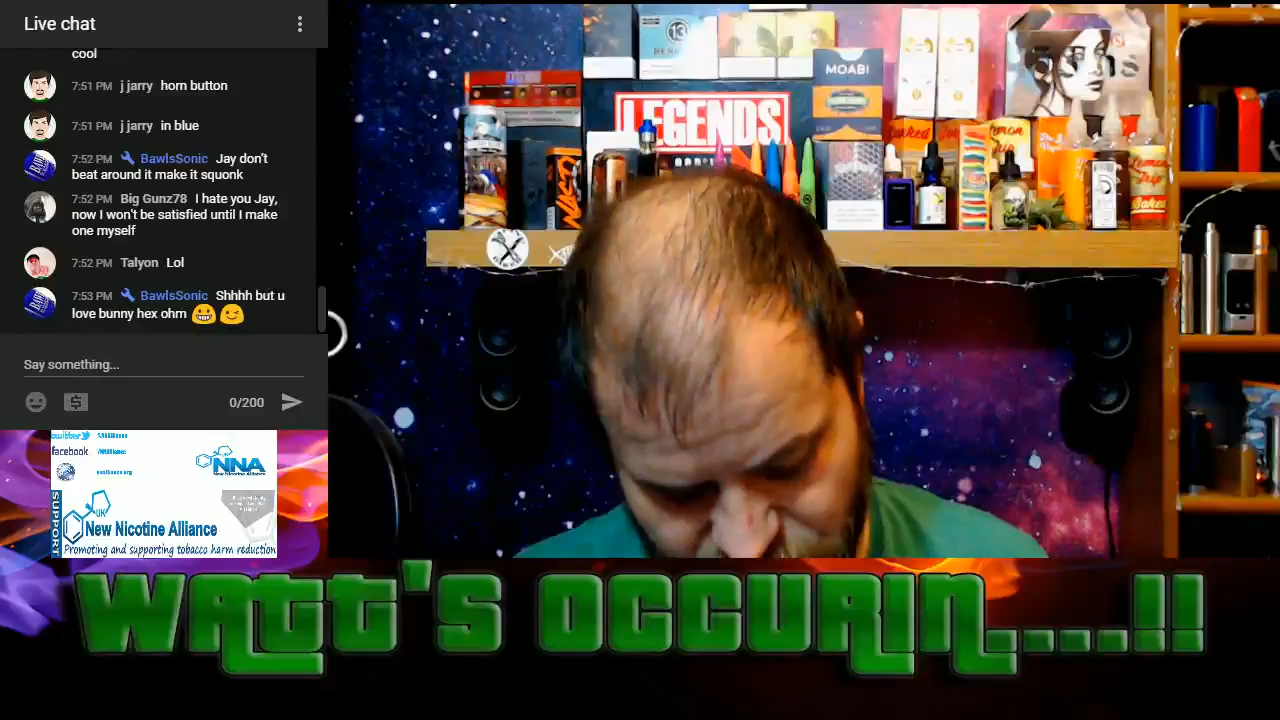 Live chat
cool
7:51 PM j jarry horn button
7:51 PM j jarry in blue
7:52 PM BawlsSonic Jay don't
beat around it make it squonk
7:52 PM Big Gunz78 I hate you Jay,
now I won't be satisfied until I make
one myself
7:52 PM Talyon Lol
7:53 PM BawlsSonic Shhhh but u
love bunny hex ohm
Say something...
0/200
twitter
facebook
NNA
New Nicotine Alliance
SUPPORT
UK
New Nicotine Alliance
Promoting and supporting tobacco harm reduction
13
MOABI
LEGENDS
NASTY
Lemon
WATT'S OCCURIN....!!